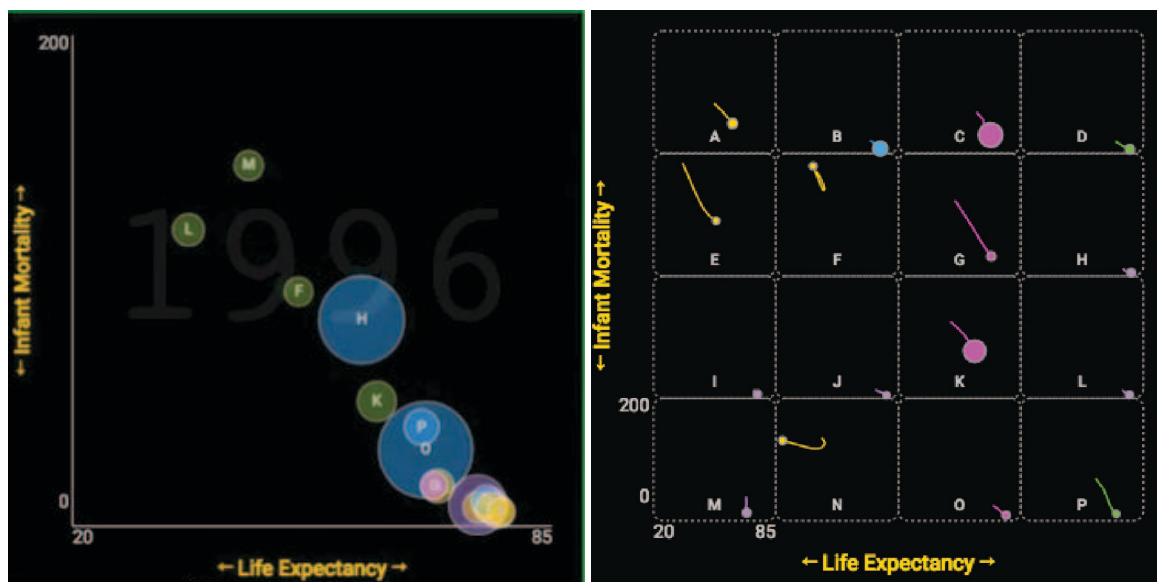 200
← Infant Mortality →
1996
M
L
F
H
K
P
O
0
20
85
← Life Expectancy →
← Infant Mortality →
A
B
C
D
E
F
G
H
I
J
K
L
200
M
N
O
P
0
20
85
← Life Expectancy →